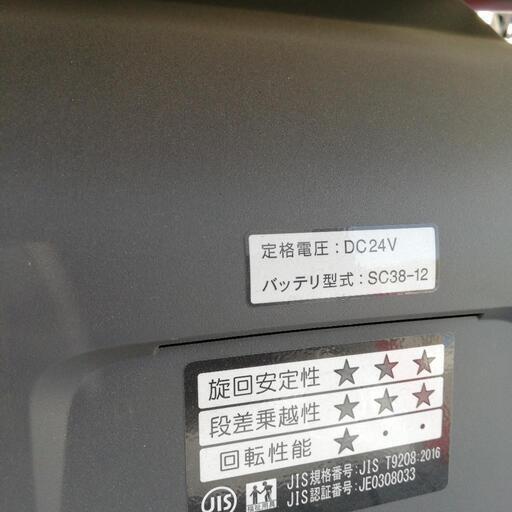 定格電圧：DC24V
バッテリ型式：SC38-12
旋回安定性 ★ ★ ★
段差乗越性 ★ ★ ★
回転性能 ★ ・ ・
JIS規格番号：JIS T9208：2016
JIS認証番号：JE0308033
JIS